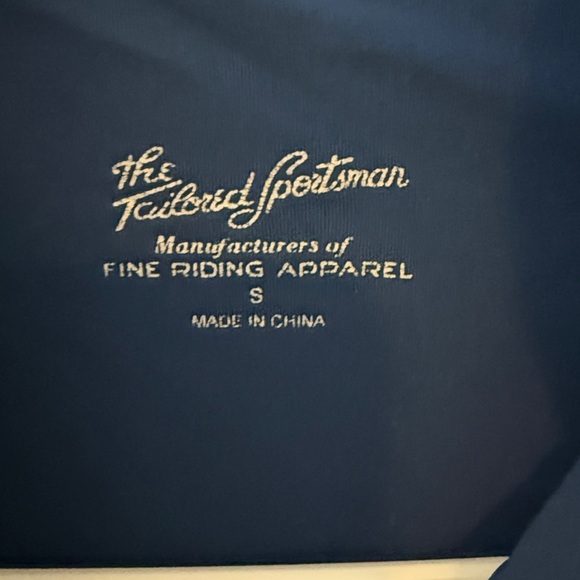 The
Tailored Sportsman
Manufacturers of
FINE RIDING APPAREL
S
MADE IN CHINA